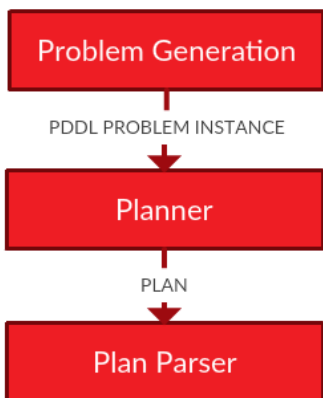 Problem Generation
PDDL PROBLEM INSTANCE
Planner
PLAN
Plan Parser